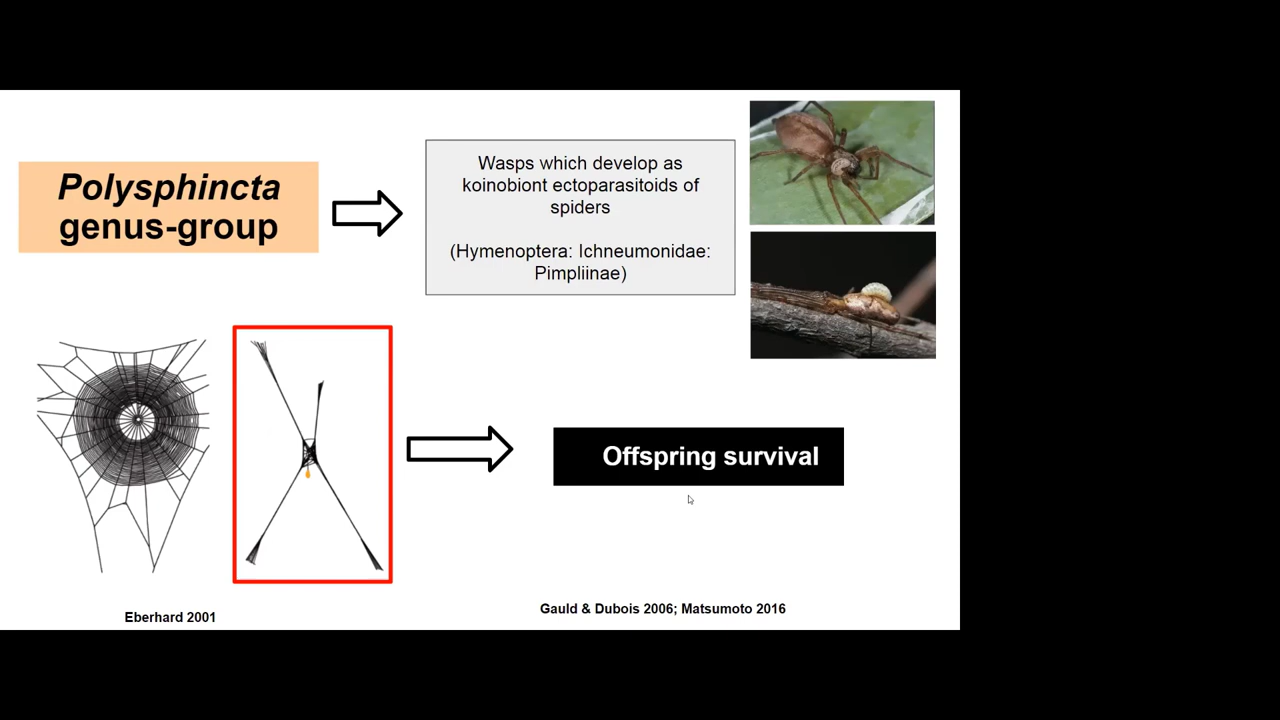 Polysphincta
genus-group
Wasps which develop as
koinobiont ectoparasitoids of
spiders
(Hymenoptera: Ichneumonidae:
Pimpliinae)
Offspring survival
Eberhard 2001
Gauld & Dubois 2006; Matsumoto 2016